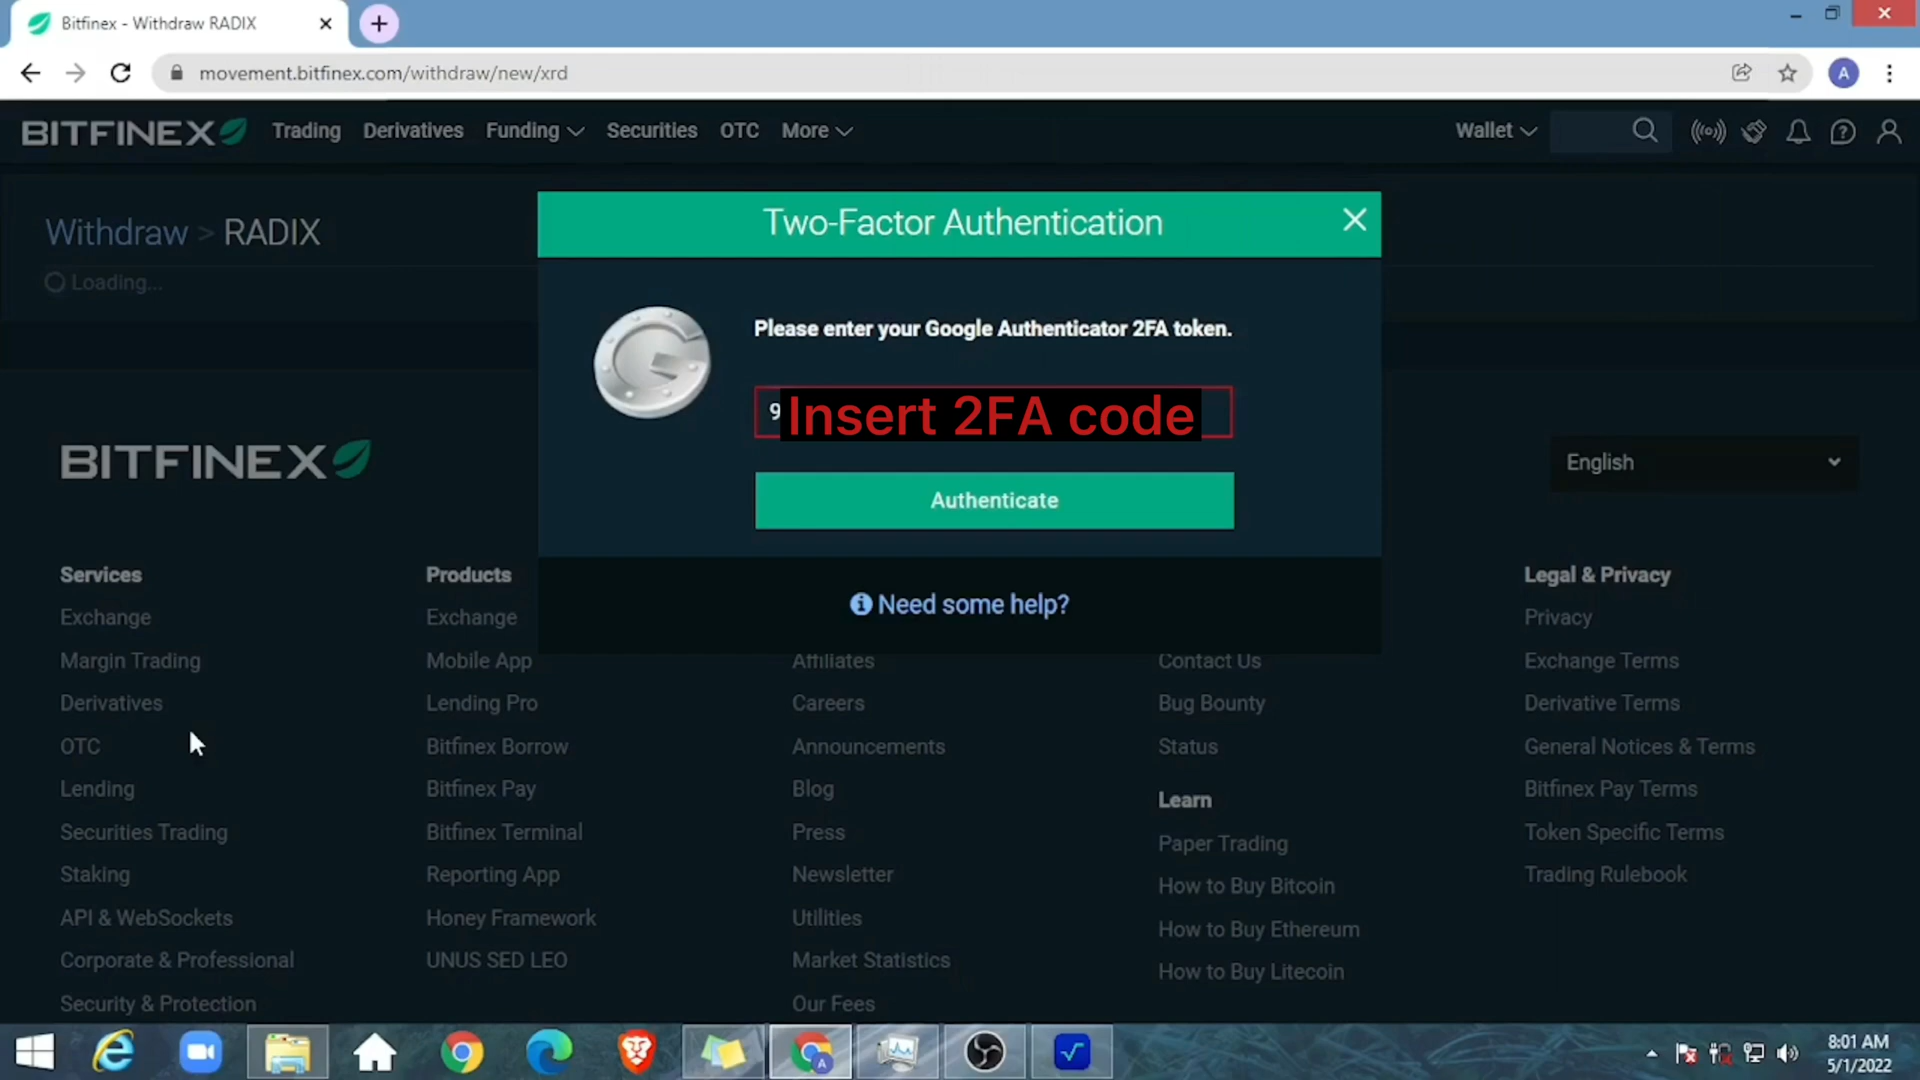 Bitfinex - Withdraw RADIX
movement.bitfinex.com/withdraw/new/xrd
A
BITFINEX Trading Derivatives Funding Securities OTC More Wallet
Withdraw > RADIX
Loading...
Two-Factor Authentication
Please enter your Google Authenticator 2FA token.
9 Insert 2FA code
Authenticate
Need some help?
BITFINEX
English
Services
Exchange
Margin Trading
Derivatives
OTC
Lending
Securities Trading
Staking
API & WebSockets
Corporate & Professional
Security & Protection
Products
Exchange
Mobile App
Lending Pro
Bitfinex Borrow
Bitfinex Pay
Bitfinex Terminal
Reporting App
Honey Framework
UNUS SED LEO
Affiliates
Careers
Announcements
Blog
Press
Newsletter
Utilities
Market Statistics
Our Fees
Contact Us
Bug Bounty
Status
Learn
Paper Trading
How to Buy Bitcoin
How to Buy Ethereum
How to Buy Litecoin
Legal & Privacy
Privacy
Exchange Terms
Derivative Terms
General Notices & Terms
Bitfinex Pay Terms
Token Specific Terms
Trading Rulebook
8:01 AM
5/1/2022